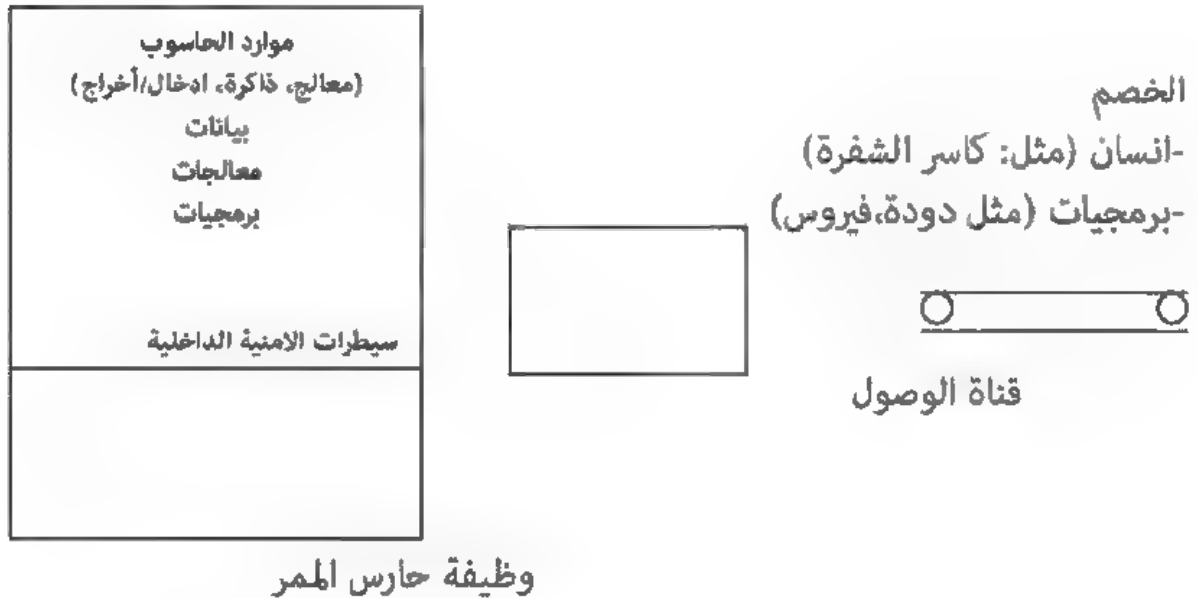 موارد الحاسوب
(معالج، ذاكرة، ادخال/أخراج)
بيانات
معالجات
برمجيات
سيطرات الامنية الداخلية
الخصم
-انسان (مثل: كاسر الشفرة)
-برمجيات (مثل دودة،فيروس)
قناة الوصول
وظيفة حارس الممر